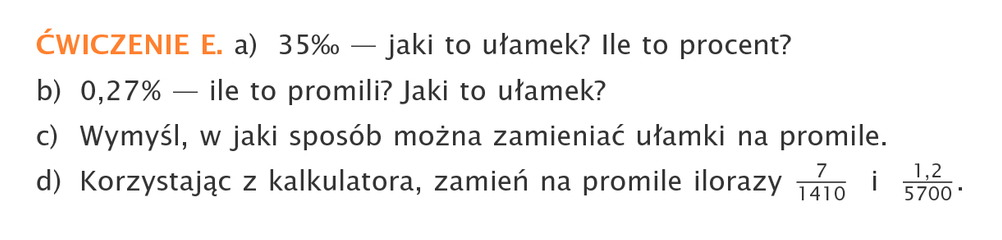 ĆWICZENIE E. a) 35‰ — jaki to ułamek? Ile to procent?
b) 0,27% — ile to promili? Jaki to ułamek?
c) Wymyśl, w jaki sposób można zamieniać ułamki na promile.
d) Korzystając z kalkulatora, zamień na promile ilorazy 7/1410 i 1,2/5700.